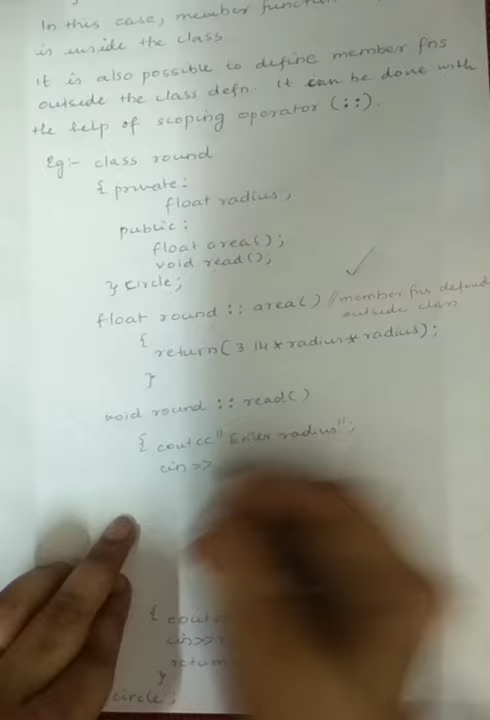 In this case, member
is inside the class
It is also possible to define member fns
outside the class defn. It can be done with
the help of scoping operator (::).
Eg:- class round
{ private:
float radius;
public:
float area();
void read();
} circle;
float round :: area() //member fns defined
outside class
{
return(3.14*radius*radius);
}
void round :: read()
{ cout<<"Enter radius";
cin>>
{ cout
cin>>
return
}
circle;